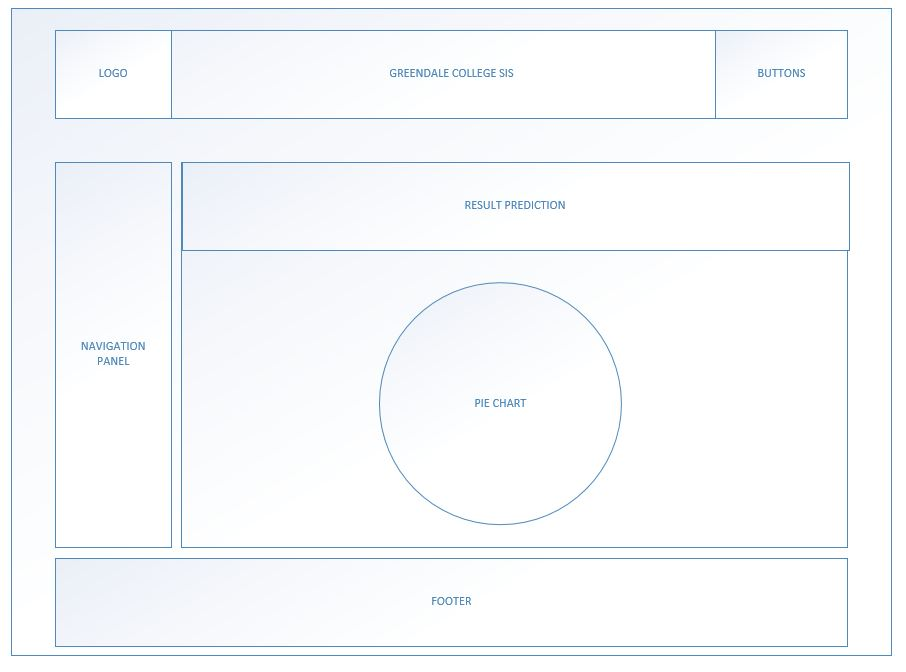 LOGO
GREENDALE COLLEGE SIS
BUTTONS
RESULT PREDICTION
NAVIGATION
PANEL
PIE CHART
FOOTER